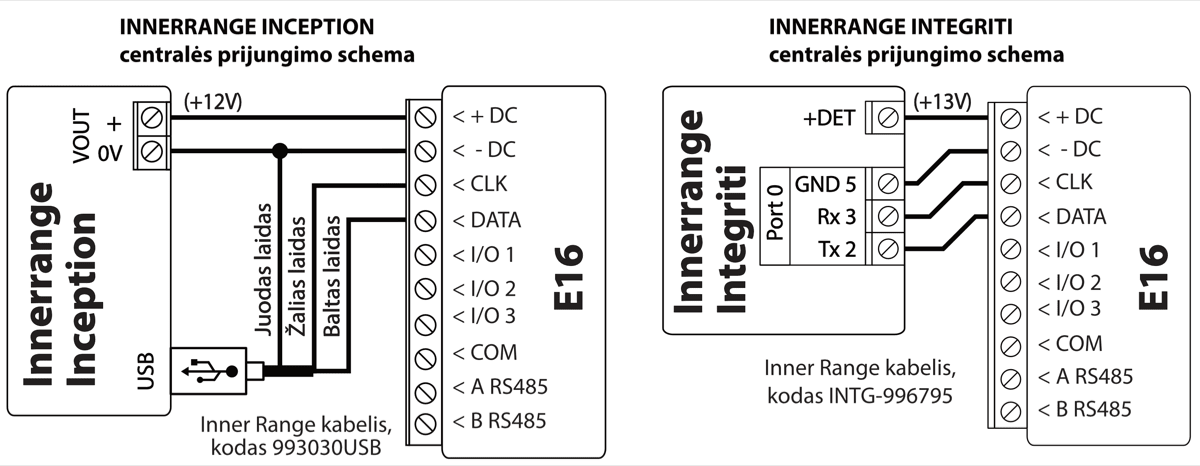 INNERRANGE INCEPTION
centralės prijungimo schema
Innerrange
Inception
VOUT
+
0V
(+12V)
USB
Juodas laidas
Žalias laidas
Baltas laidas
Inner Range kabelis,
kodas 993030USB
< + DC
< - DC
< CLK
< DATA
< I/O 1
< I/O 2
< I/O 3
< COM
< A RS485
< B RS485
E16
INNERRANGE INTEGRITI
centralės prijungimo schema
Innerrange
Integriti
+DET
(+13V)
Port 0
GND 5
Rx 3
Tx 2
Inner Range kabelis,
kodas INTG-996795
< + DC
< - DC
< CLK
< DATA
< I/O 1
< I/O 2
< I/O 3
< COM
< A RS485
< B RS485
E16